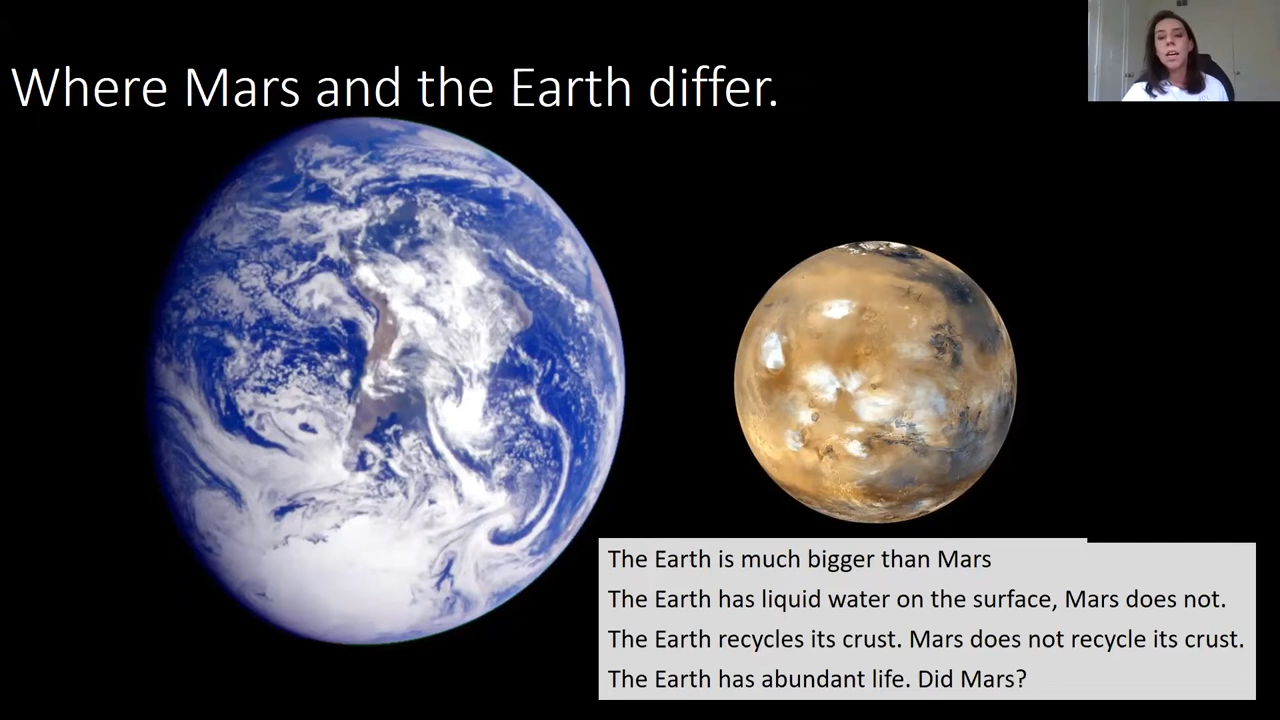 Where Mars and the Earth differ.
The Earth is much bigger than Mars
The Earth has liquid water on the surface, Mars does not.
The Earth recycles its crust. Mars does not recycle its crust.
The Earth has abundant life. Did Mars?